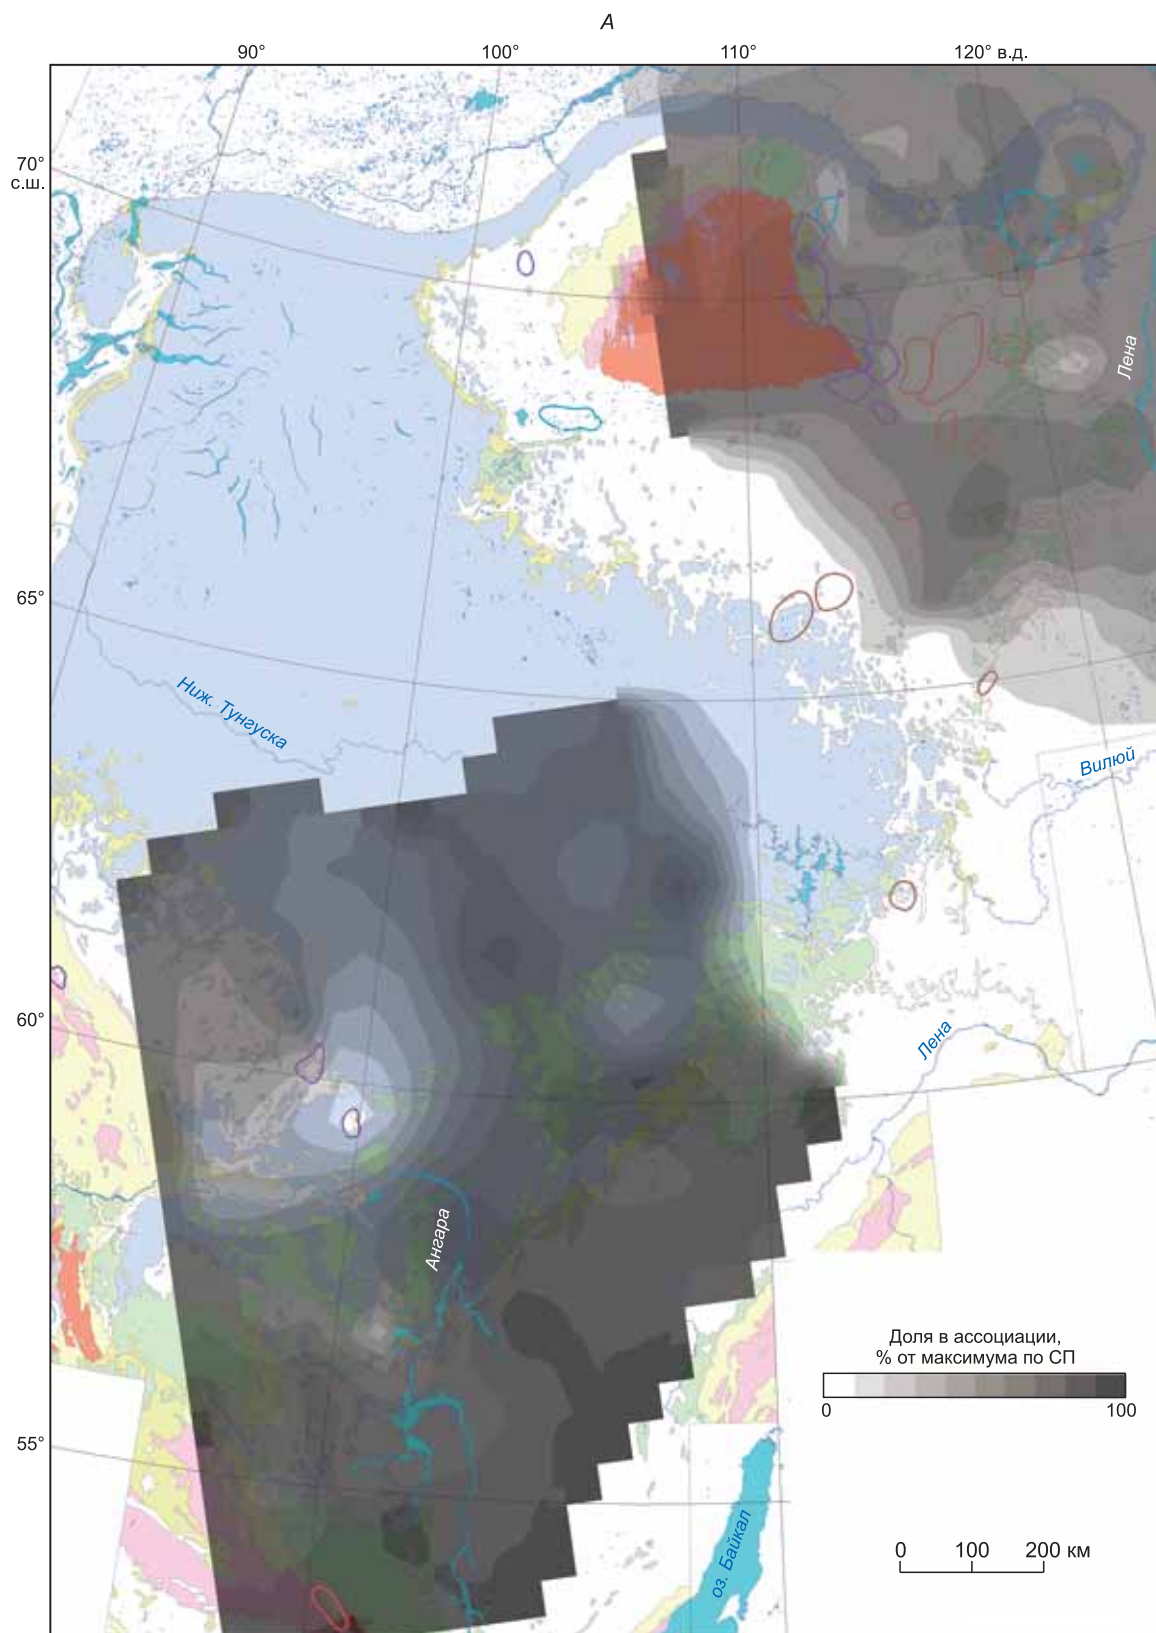 А
90°
100°
110°
120° в.д.
70°
с.ш.
Лена
65°
Ниж. Тунгуска
Вилюй
60°
Лена
Ангара
Доля в ассоциации,
% от максимума по СП
0
100
55°
0
100
200 км
оз. Байкал